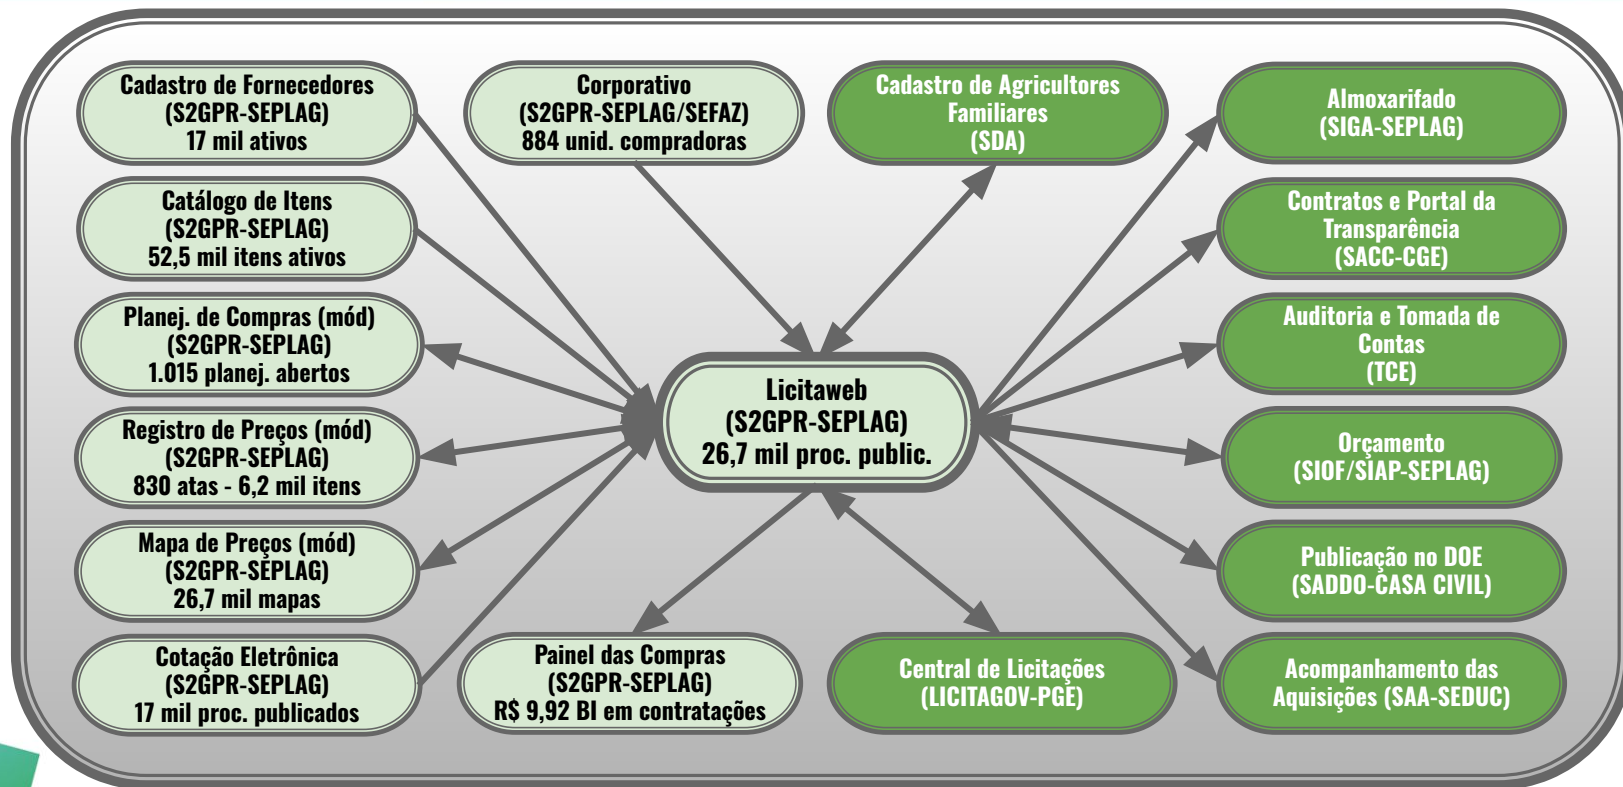 Cadastro de Fornecedores
(S2GPR-SEPLAG)
17 mil ativos
Corporativo
(S2GPR-SEPLAG/SEFAZ)
884 unid. compradoras
Cadastro de Agricultores
Familiares
(SDA)
Almoxarifado
(SIGA-SEPLAG)
Catálogo de Itens
(S2GPR-SEPLAG)
52,5 mil itens ativos
Contratos e Portal da
Transparência
(SACC-CGE)
Planej. de Compras (mód)
(S2GPR-SEPLAG)
1.015 planej. abertos
Auditoria e Tomada de
Contas
(TCE)
Licitaweb
(S2GPR-SEPLAG)
26,7 mil proc. public.
Registro de Preços (mód)
(S2GPR-SEPLAG)
830 atas - 6,2 mil itens
Orçamento
(SIOF/SIAP-SEPLAG)
Mapa de Preços (mód)
(S2GPR-SEPLAG)
26,7 mil mapas
Publicação no DOE
(SADDO-CASA CIVIL)
Cotação Eletrônica
(S2GPR-SEPLAG)
17 mil proc. publicados
Painel das Compras
(S2GPR-SEPLAG)
R$ 9,92 BI em contratações
Central de Licitações
(LICITAGOV-PGE)
Acompanhamento das
Aquisições (SAA-SEDUC)